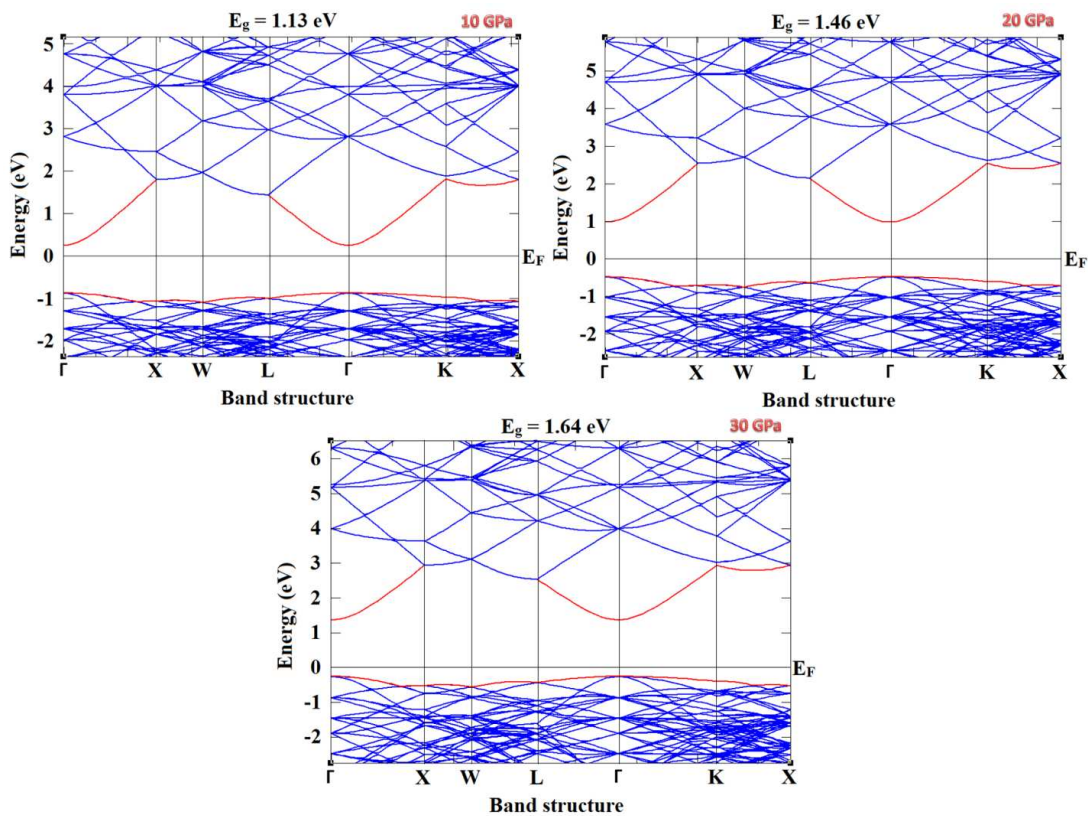 E_g = 1.13 eV
10 GPa
Energy (eV)
5
4
3
2
1
0
-1
-2
E_F
Γ X W L Γ K X
Band structure
E_g = 1.46 eV
20 GPa
Energy (eV)
5
4
3
2
1
0
-1
-2
E_F
Γ X W L Γ K X
Band structure
E_g = 1.64 eV
30 GPa
Energy (eV)
6
5
4
3
2
1
0
-1
-2
E_F
Γ X W L Γ K X
Band structure